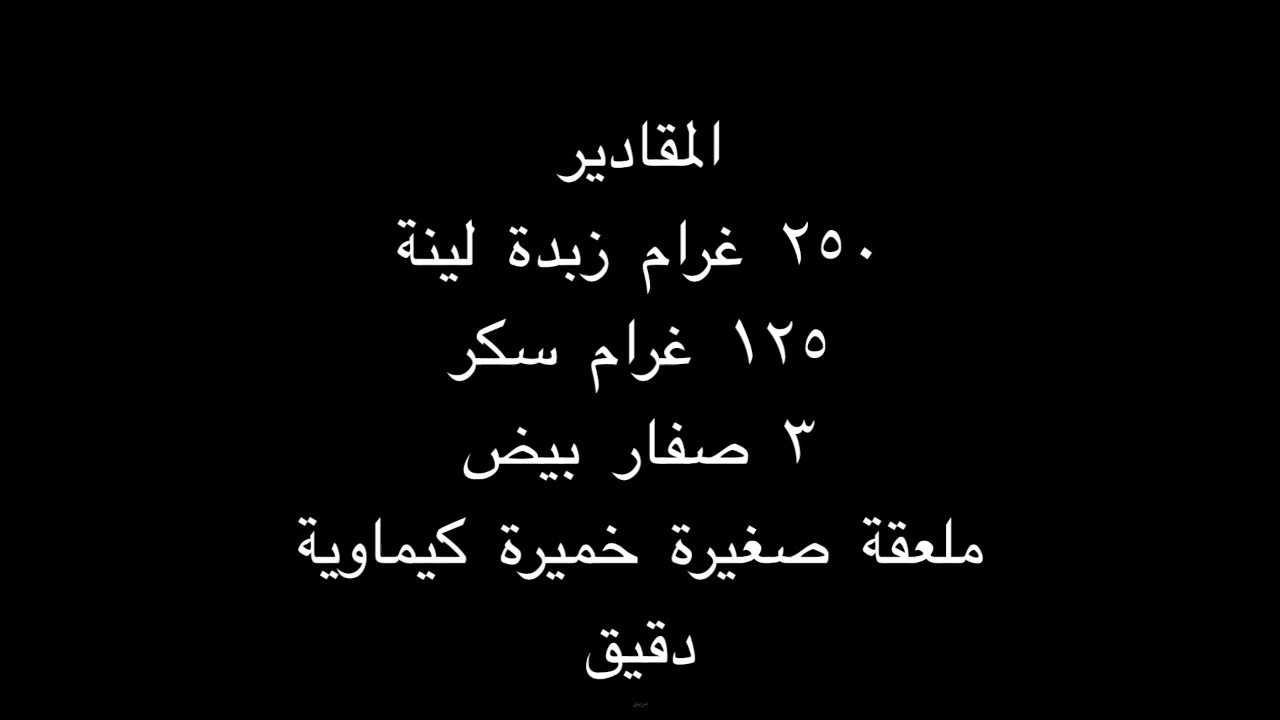 المقادير
٢٥٠ غرام زبدة لينة
١٢٥ غرام سكر
٣ صفار بيض
ملعقة صغيرة خميرة كيماوية
دقيق